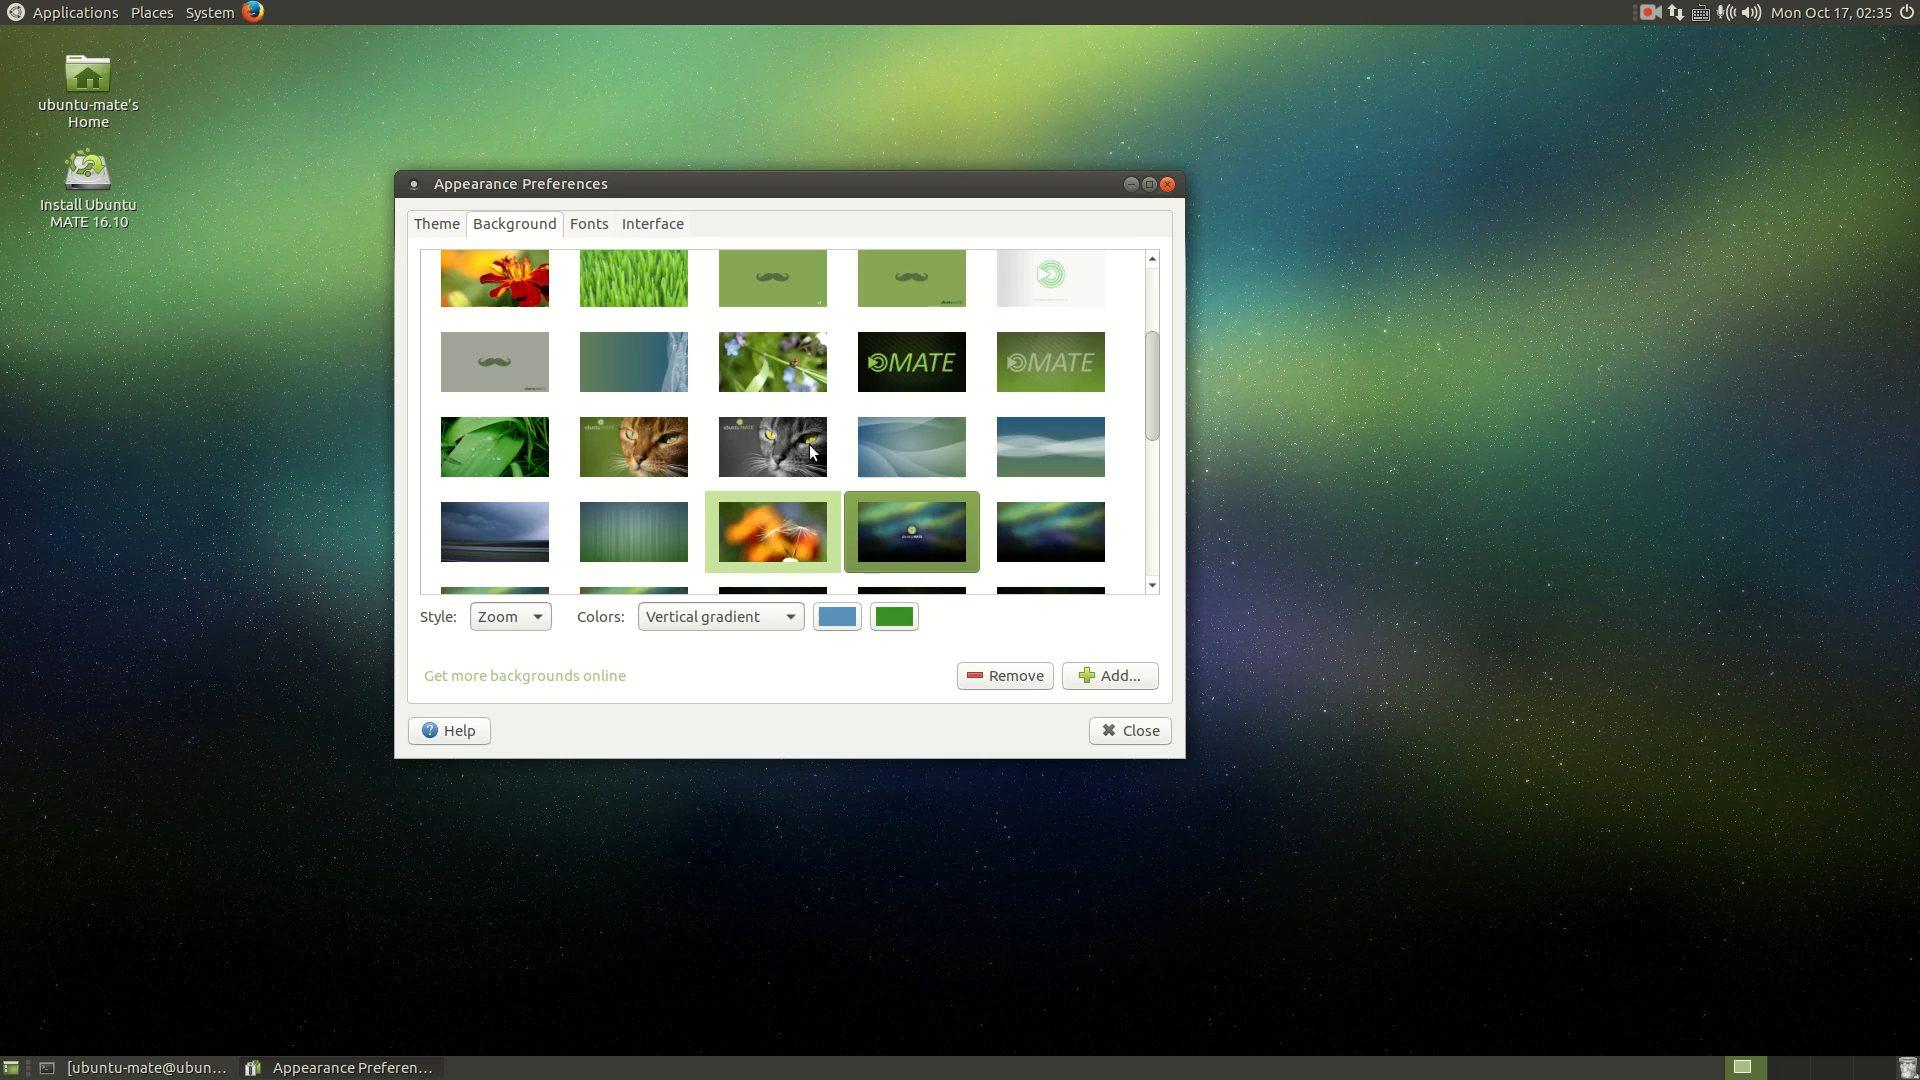 Applications Places System
Mon Oct 17, 02:35
ubuntu-mate's
Home
Install Ubuntu
MATE 16.10
Appearance Preferences
Theme Background Fonts Interface
MATE
MATE
Style: Zoom Colors: Vertical gradient
Get more backgrounds online
Remove Add...
Help Close
[ubuntu-mate@ubun...
Appearance Preferen...